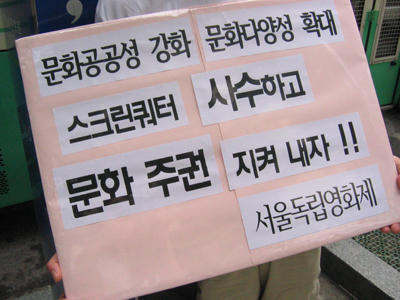 문화공공성 강화 문화다양성 확대
스크린쿼터 사수하고
문화 주권 지켜 내자 !!
서울독립영화제